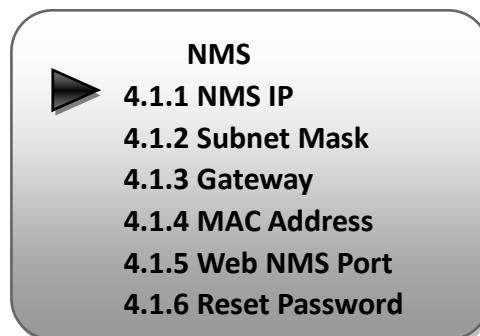 NMS
4.1.1 NMS IP
4.1.2 Subnet Mask
4.1.3 Gateway
4.1.4 MAC Address
4.1.5 Web NMS Port
4.1.6 Reset Password